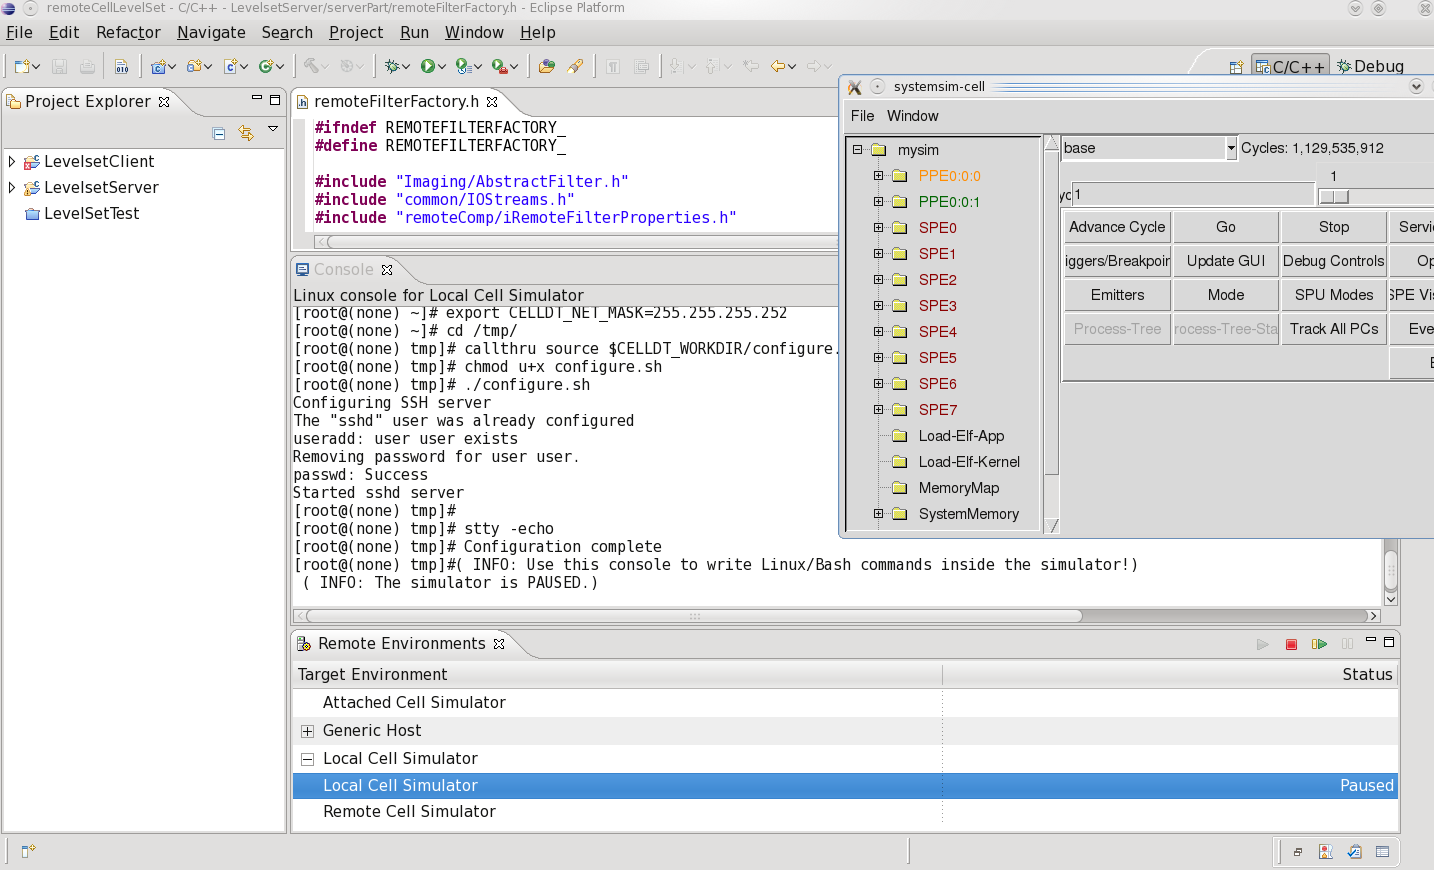 remoteCellLevelSet - C/C++ - LevelsetServer/serverPart/remoteFilterFactory.h - Eclipse Platform
File Edit Refactor Navigate Search Project Run Window Help
C/C++ Debug
Project Explorer
LevelsetClient
LevelsetServer
LevelSetTest
remoteFilterFactory.h
#ifndef REMOTEFILTERFACTORY_
#define REMOTEFILTERFACTORY_
#include "Imaging/AbstractFilter.h"
#include "common/IOStreams.h"
#include "remoteComp/iRemoteFilterProperties.h"
Console
Linux console for Local Cell Simulator
[root@(none) ~]# export CELLDT_NET_MASK=255.255.255.252
[root@(none) ~]# cd /tmp/
[root@(none) tmp]# callthru source $CELLDT_WORKDIR/configure.
[root@(none) tmp]# chmod u+x configure.sh
[root@(none) tmp]# ./configure.sh
Configuring SSH server
The "sshd" user was already configured
useradd: user user exists
Removing password for user user.
passwd: Success
Started sshd server
[root@(none) tmp]#
[root@(none) tmp]# stty -echo
[root@(none) tmp]# Configuration complete
[root@(none) tmp]#( INFO: Use this console to write Linux/Bash commands inside the simulator!)
( INFO: The simulator is PAUSED.)
systemsim-cell
File Window
mysim
PPE0:0:0
PPE0:0:1
SPE0
SPE1
SPE2
SPE3
SPE4
SPE5
SPE6
SPE7
Load-Elf-App
Load-Elf-Kernel
MemoryMap
SystemMemory
base Cycles: 1,129,535,912
1
yc 1
Advance Cycle Go Stop Servic
iggers/Breakpoin Update GUI Debug Controls Op
Emitters Mode SPU Modes SPE Vis
Process-Tree rocess-Tree-Sta Track All PCs Eve
E
Remote Environments
Target Environment Status
Attached Cell Simulator
Generic Host
Local Cell Simulator
Local Cell Simulator Paused
Remote Cell Simulator